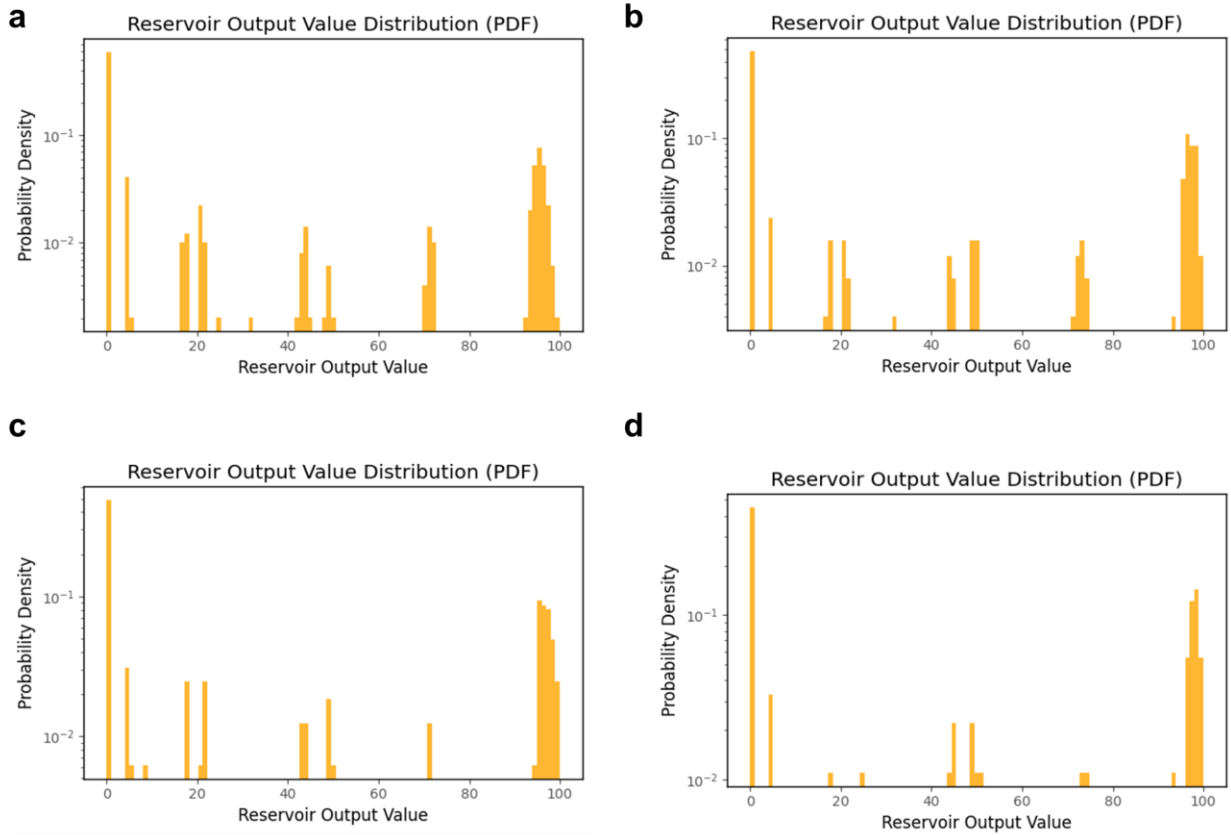 a
Reservoir Output Value Distribution (PDF)
Probability Density
10⁻¹
10⁻²
0 20 40 60 80 100
Reservoir Output Value
b
Reservoir Output Value Distribution (PDF)
Probability Density
10⁻¹
10⁻²
0 20 40 60 80 100
Reservoir Output Value
c
Reservoir Output Value Distribution (PDF)
Probability Density
10⁻¹
10⁻²
0 20 40 60 80 100
Reservoir Output Value
d
Reservoir Output Value Distribution (PDF)
Probability Density
10⁻¹
10⁻²
0 20 40 60 80 100
Reservoir Output Value